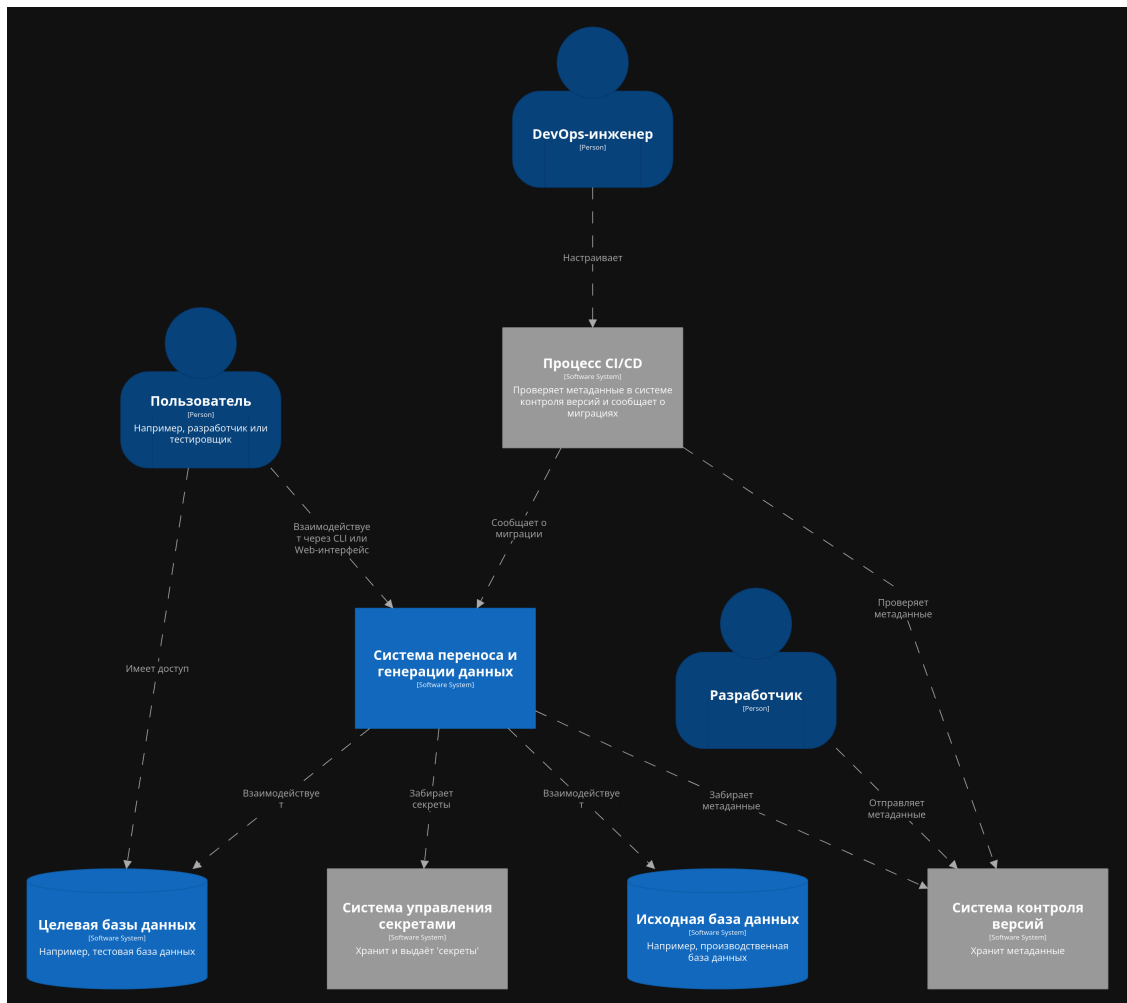 DevOps-инженер
[Person]
Настраивает
Процесс CI/CD
[Software System]
Проверяет метаданные в системе
контроля версий и сообщает о
миграциях
Пользователь
[Person]
Например, разработчик или
тестировщик
Взаимодействуе
т через CLI или
Web-интерфейс
Сообщает о
миграции
Проверяет
метаданные
Имеет доступ
Система переноса и
генерации данных
[Software System]
Разработчик
[Person]
Взаимодействуе
т
Забирает
секреты
Взаимодействуе
т
Забирает
метаданные
Отправляет
метаданные
Целевая базы данных
[Software System]
Например, тестовая база данных
Система управления
секретами
[Software System]
Хранит и выдаёт 'секреты'
Исходная база данных
[Software System]
Например, производственная
база данных
Система контроля
версий
[Software System]
Хранит метаданные